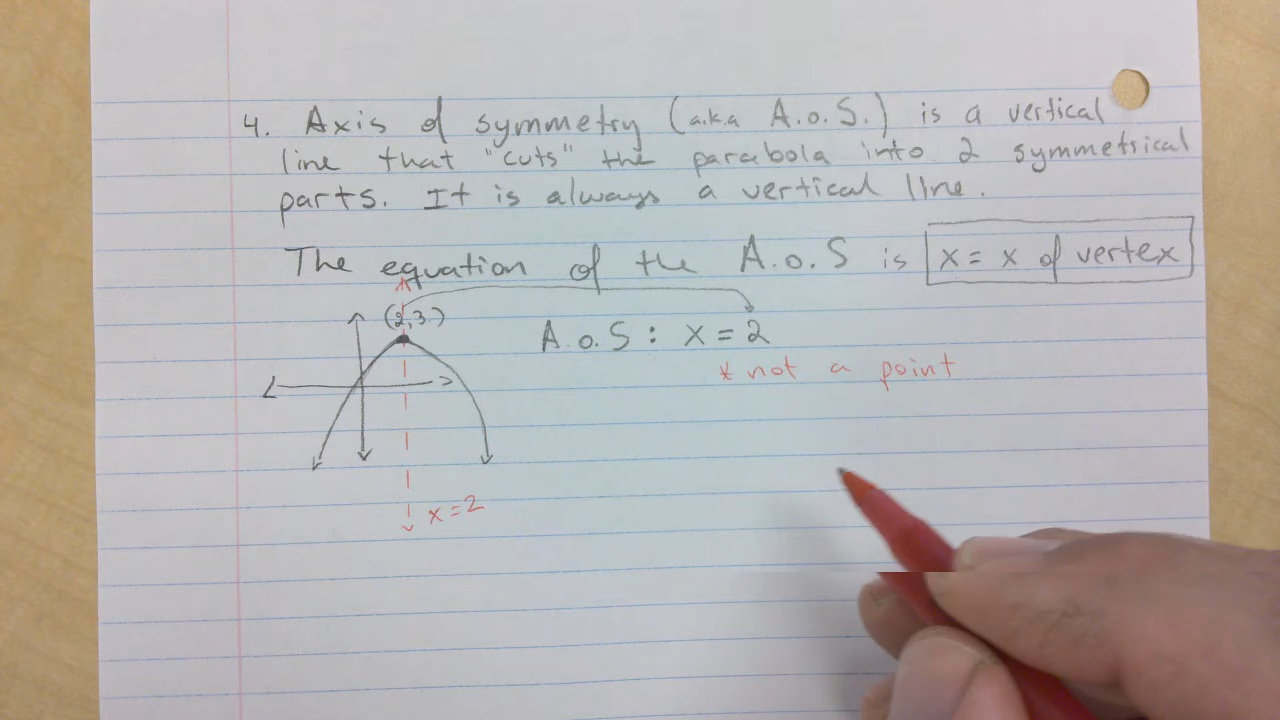 4. Axis of symmetry (a.k.a A.o.S.) is a vertical
line that "cuts" the parabola into 2 symmetrical
parts. It is always a vertical line.
The equation of the A.o.S is x = x of vertex
(2,3)
A.o.S : x = 2
* not a point
x = 2